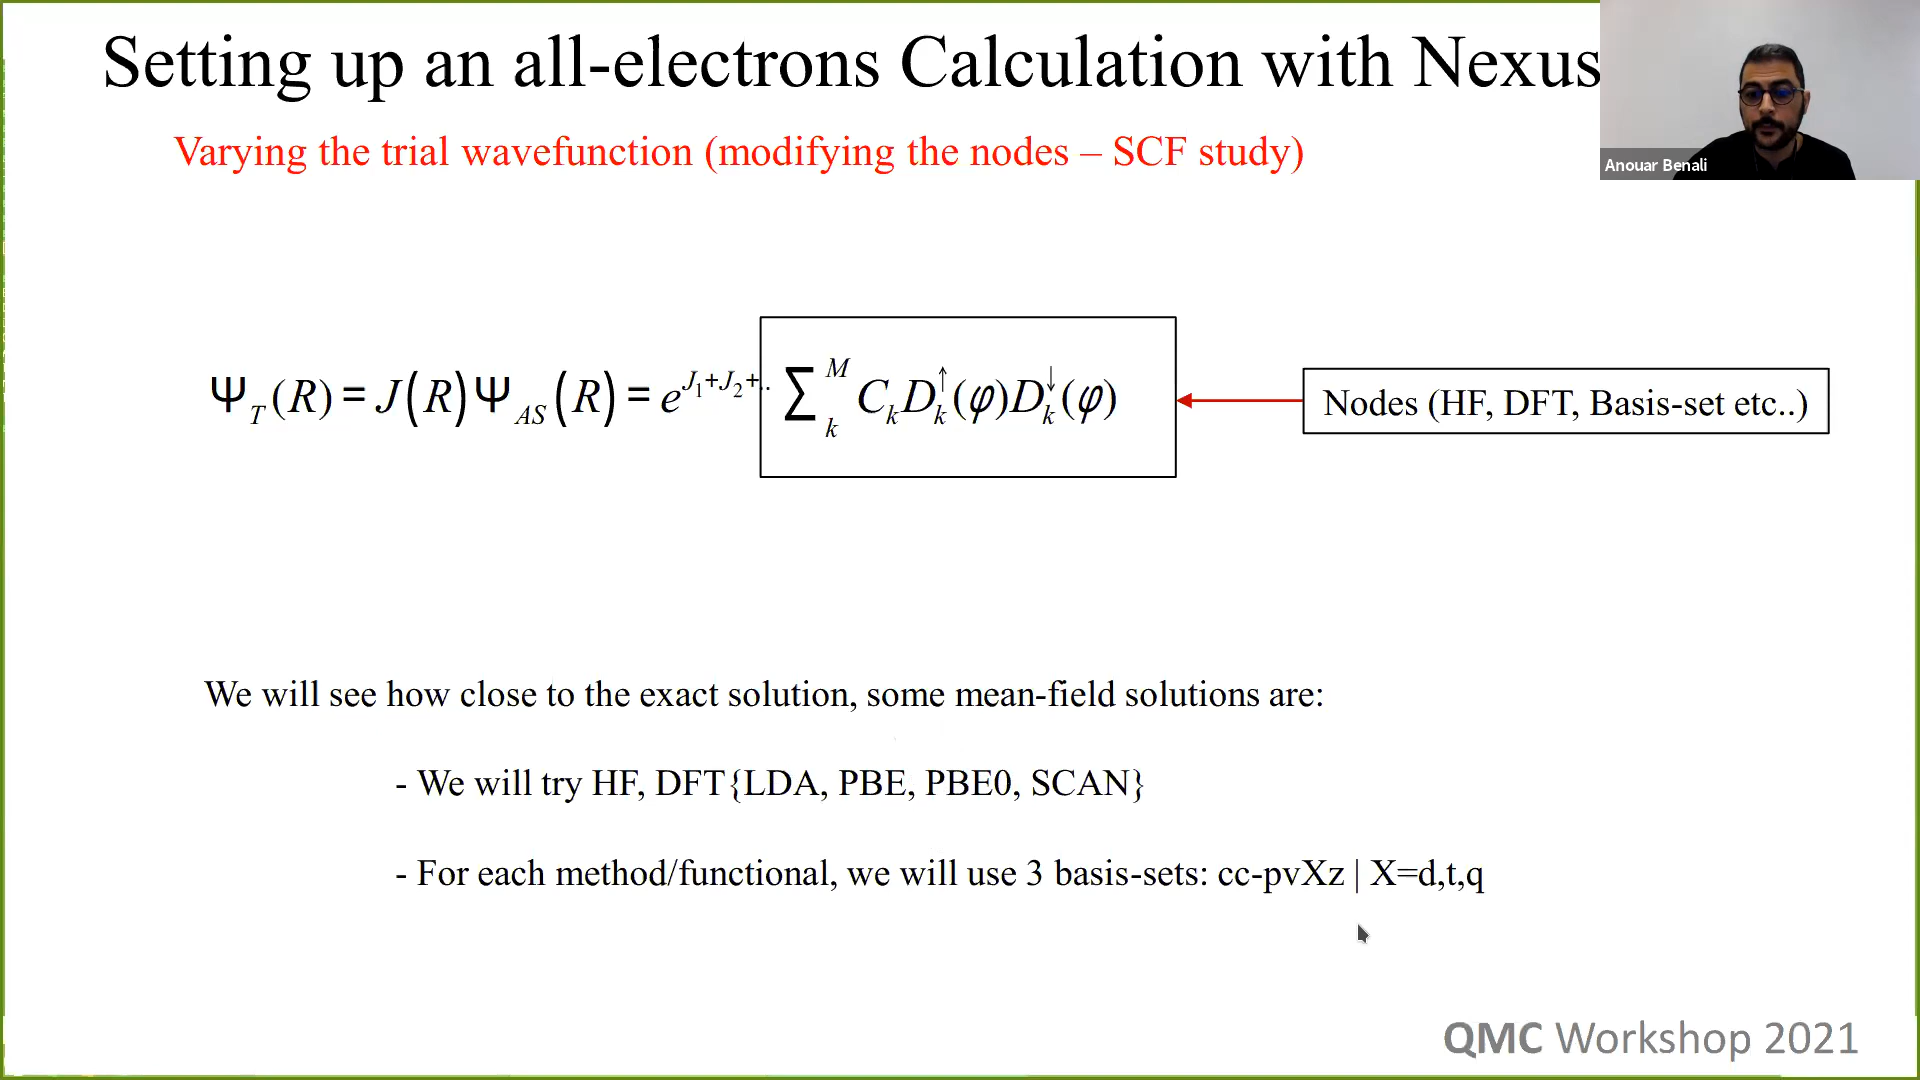 Setting up an all-electrons Calculation with Nexus
Anouar Benali
Varying the trial wavefunction (modifying the nodes – SCF study)
Ψ_T(R) = J(R)Ψ_AS(R) = e^{J_1+J_2+..} ∑_k^M C_k D_k^↑(φ) D_k^↓(φ)
Nodes (HF, DFT, Basis-set etc..)
We will see how close to the exact solution, some mean-field solutions are:
- We will try HF, DFT{LDA, PBE, PBE0, SCAN}
- For each method/functional, we will use 3 basis-sets: cc-pvXz | X=d,t,q
QMC Workshop 2021